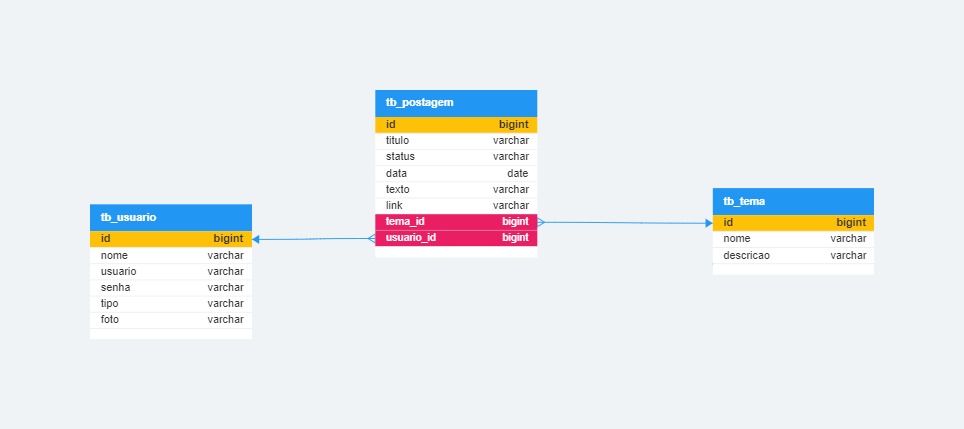 tb_postagem
id bigint
titulo varchar
status varchar
data date
texto varchar
link varchar
tema_id bigint
usuario_id bigint
tb_usuario
id bigint
nome varchar
usuario varchar
senha varchar
tipo varchar
foto varchar
tb_tema
id bigint
nome varchar
descricao varchar